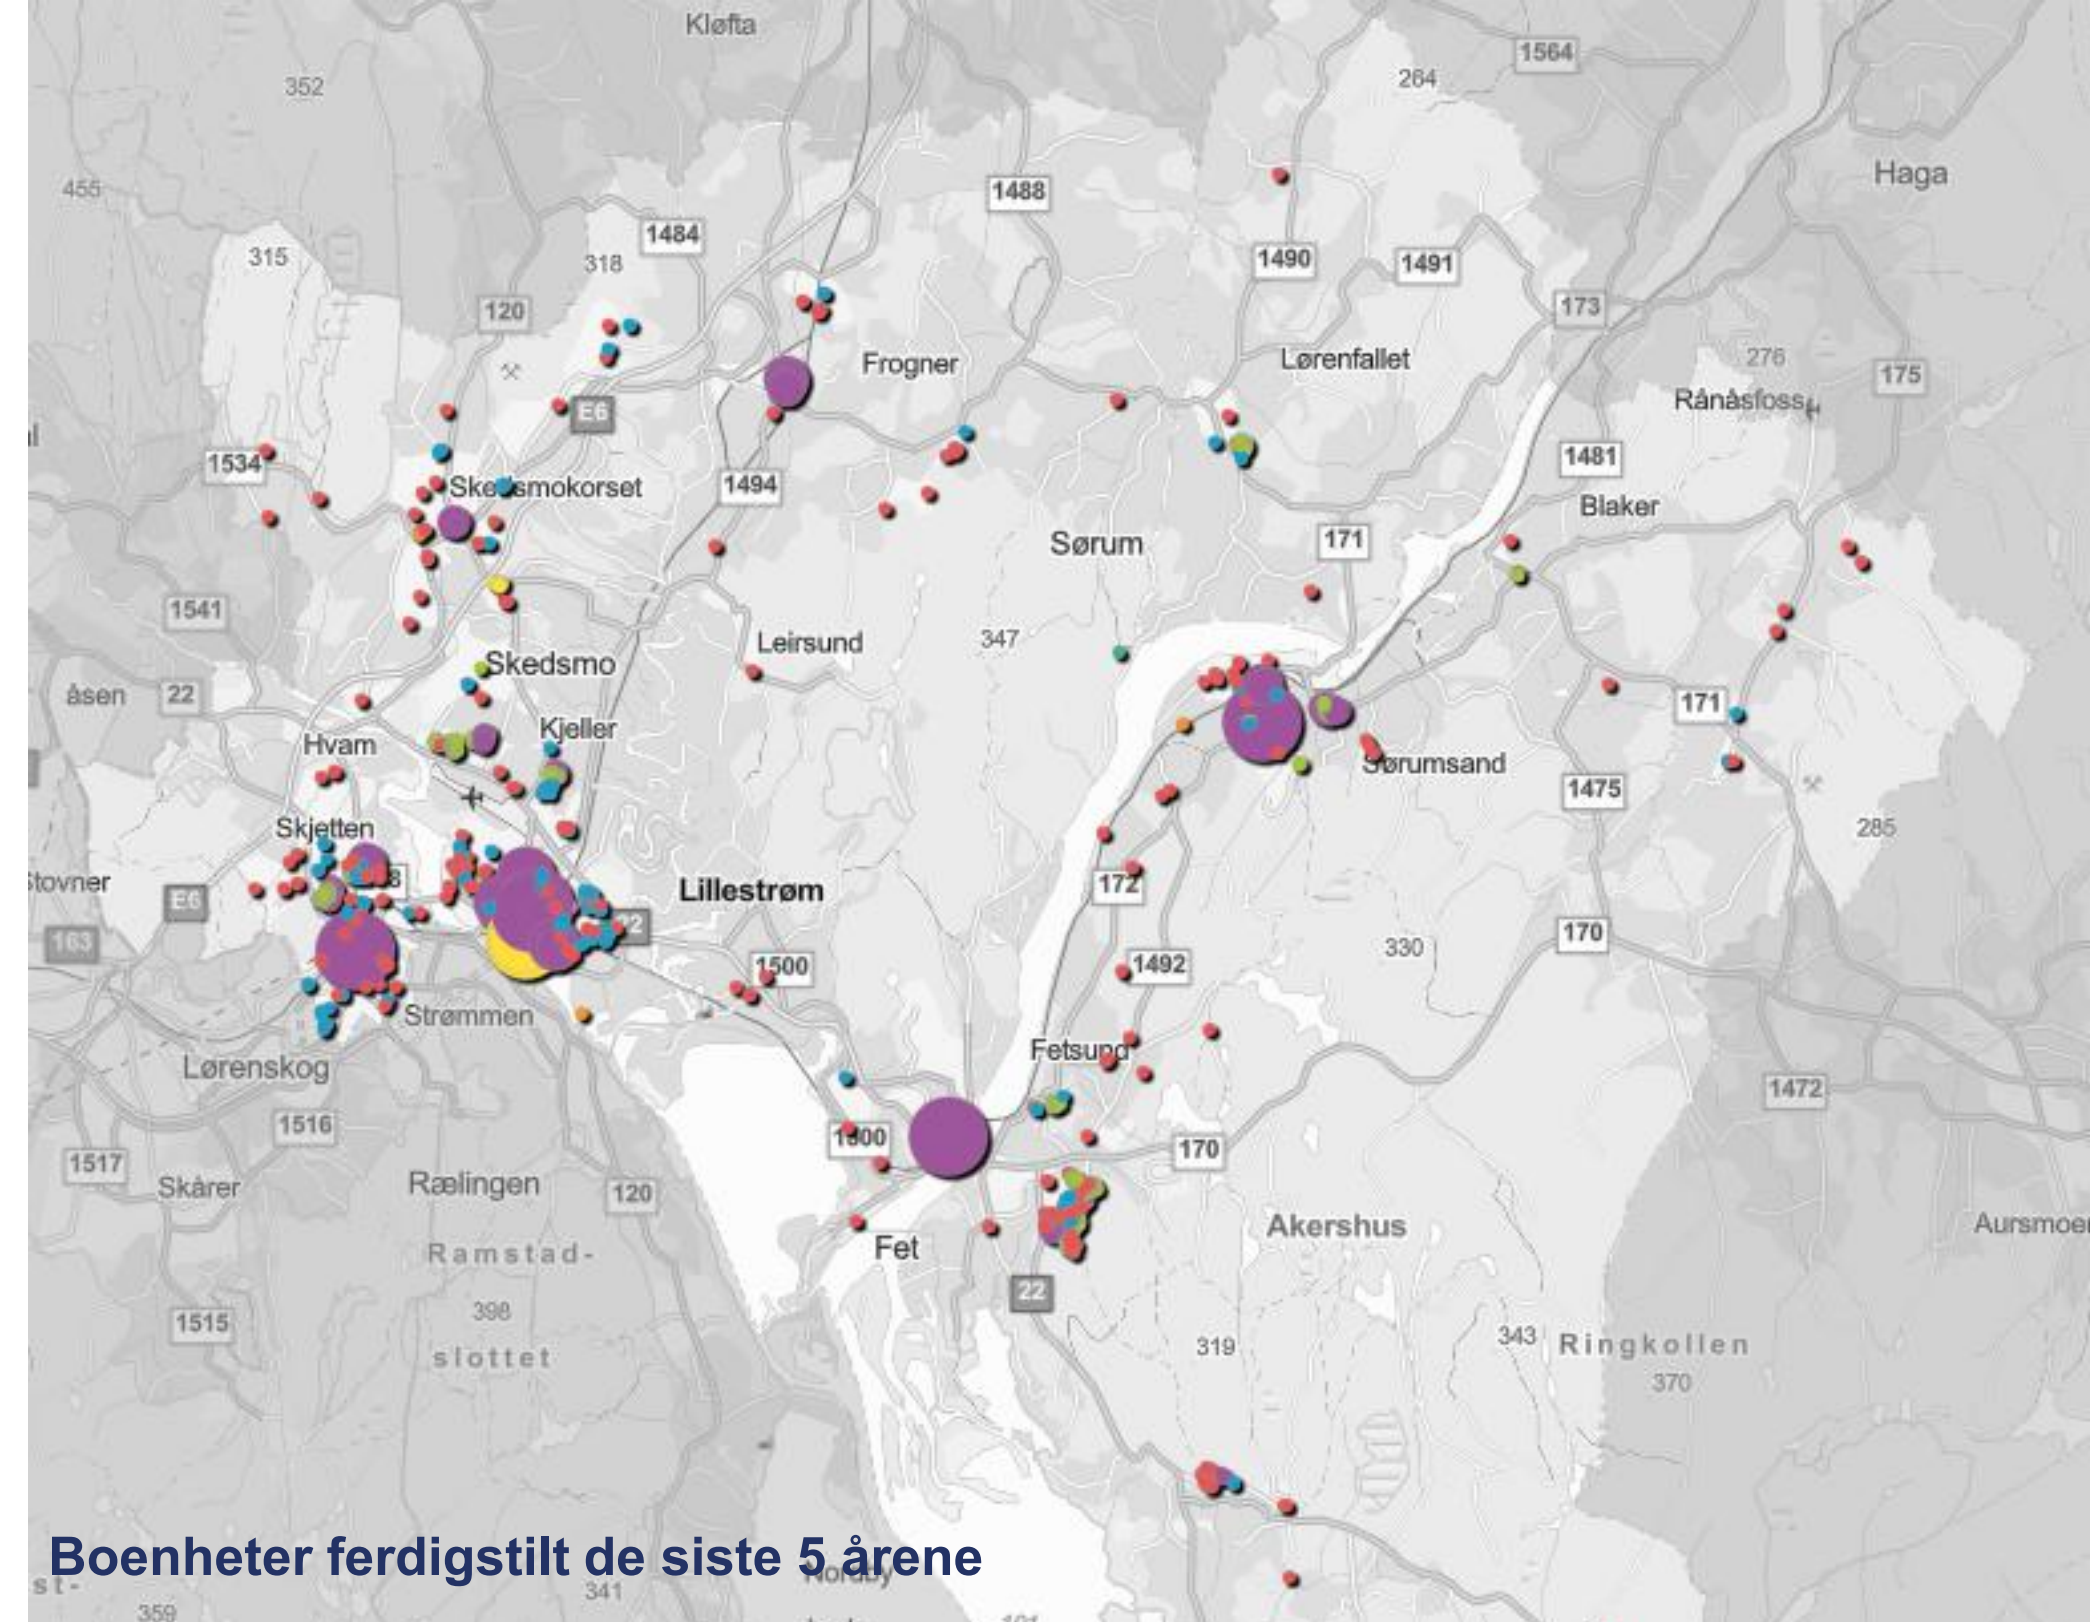 Kløfta
1564
264
352
Haga
455
1488
1484
315
318
1490
1491
120
173
276
Frogner
Lørenfallet
175
Rånåsfoss
E6
1534
1481
Skedsmokorset
1494
Blaker
Sørum
171
1541
347
Leirsund
Skedsmo
åsen
22
171
Kjeller
Hvam
Sørumsand
1475
Skjetten
285
172
Lillestrøm
E6
163
170
330
1500
1492
Strømmen
Fetsund
Lørenskog
1472
1516
170
1517
Skårer
Rælingen
120
Akershus
Aursmoen
Fet
Ramstad-
22
398
1515
319
343
Ringkollen
slottet
370
Boenheter ferdigstilt de siste 5 årene
Nordby
st-
341
359